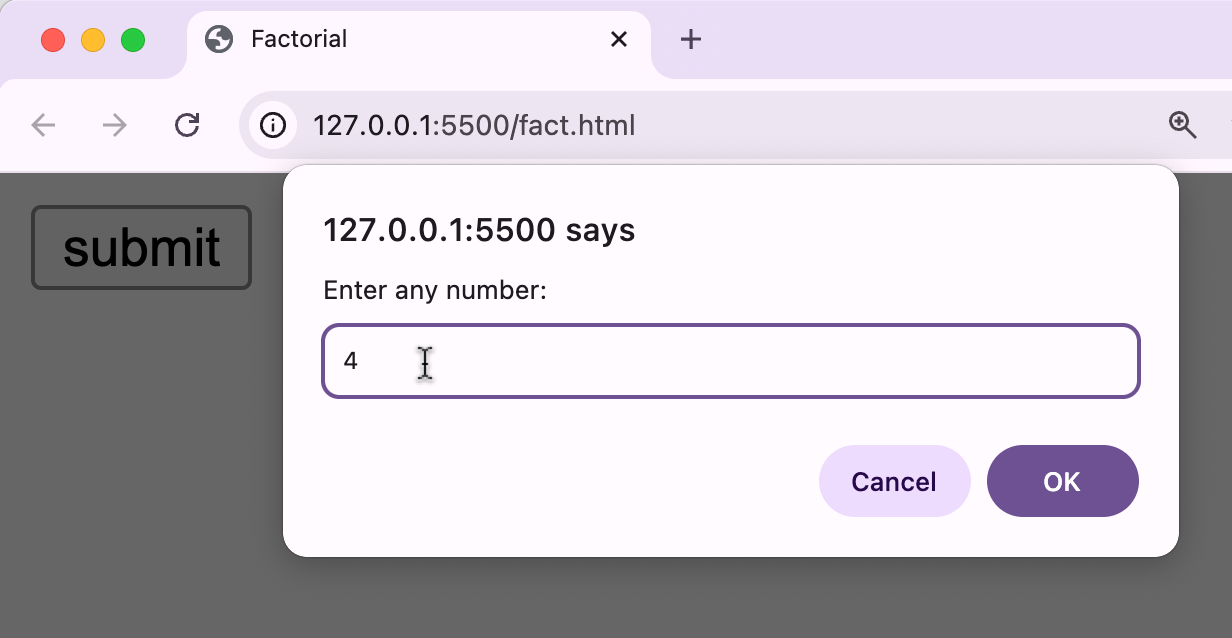 Factorial
127.0.0.1:5500/fact.html
submit
127.0.0.1:5500 says
Enter any number:
4
Cancel
OK